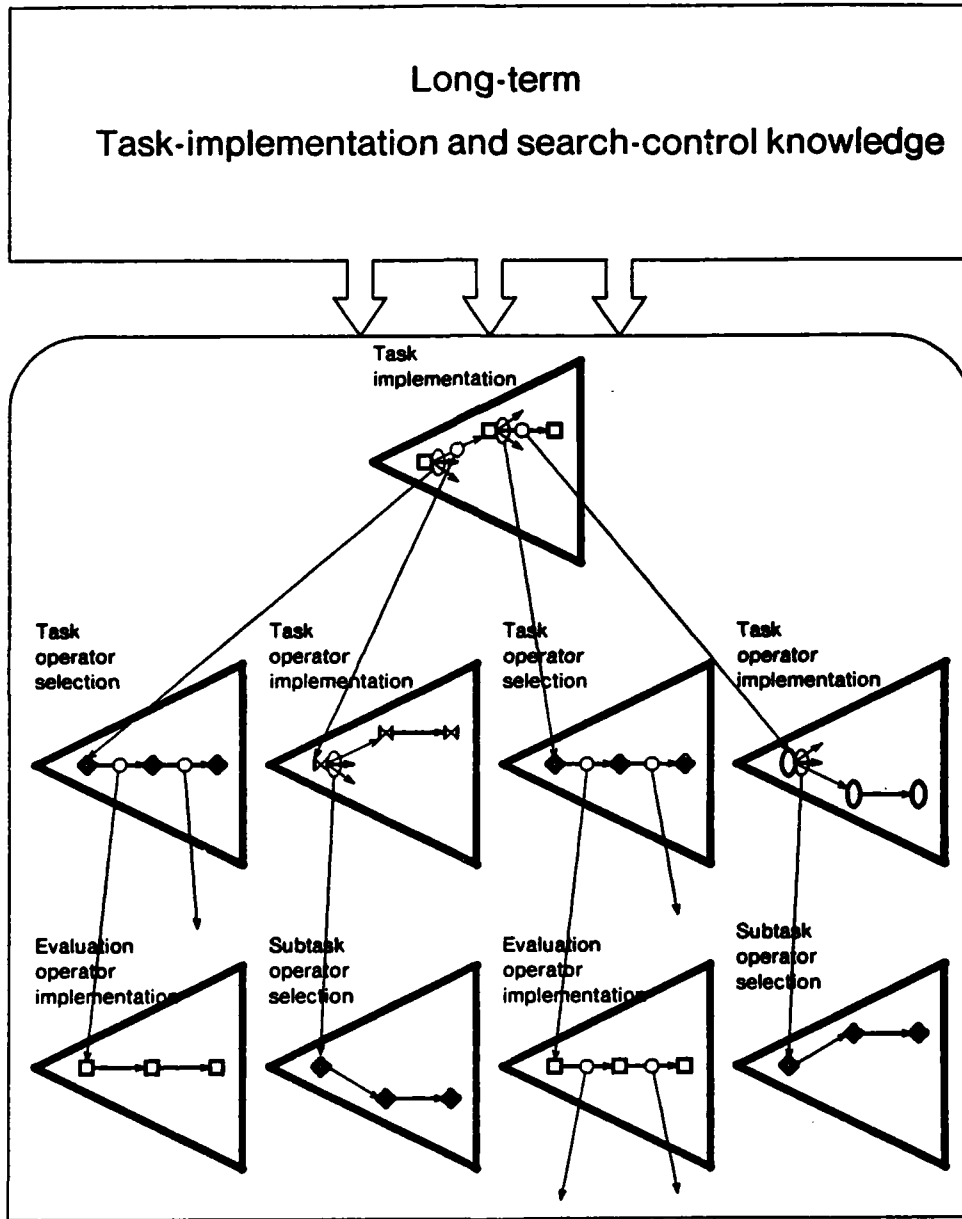 Long-term
Task-implementation and search-control knowledge
Task
implementation
Task
operator
selection
Task
operator
implementation
Task
operator
selection
Task
operator
implementation
Evaluation
operator
implementation
Subtask
operator
selection
Evaluation
operator
implementation
Subtask
operator
selection